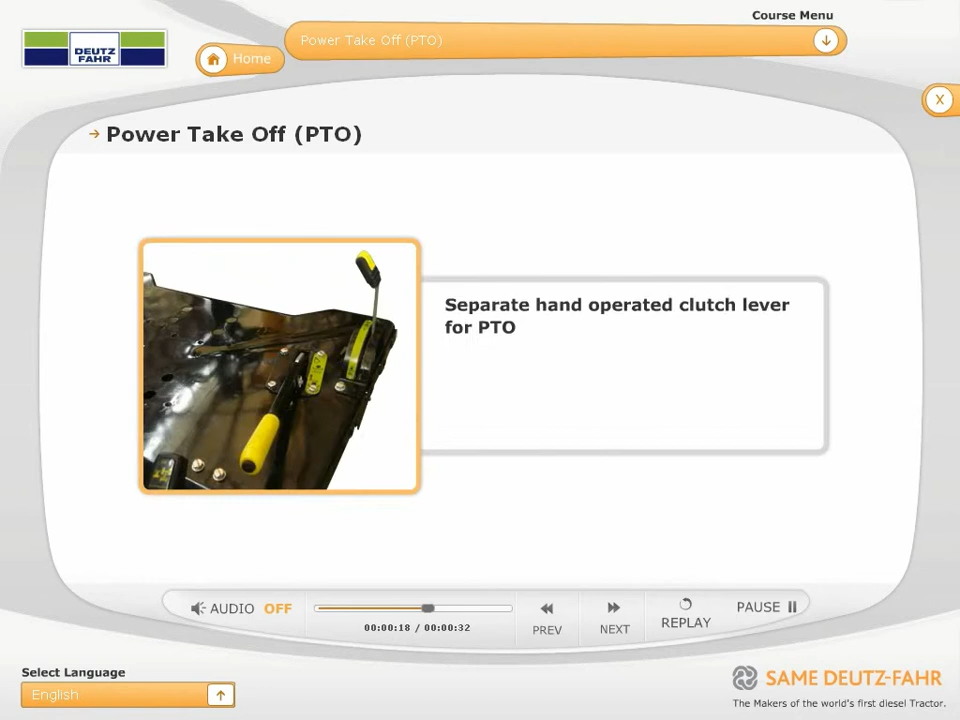 Course Menu
DEUTZ
FAHR
Home
Power Take Off (PTO)
X
Power Take Off (PTO)
Separate hand operated clutch lever
for PTO
AUDIO OFF
00:00:18 / 00:00:32
PREV
NEXT
REPLAY
PAUSE
Select Language
English
SAME DEUTZ-FAHR
The Makers of the world's first diesel Tractor.